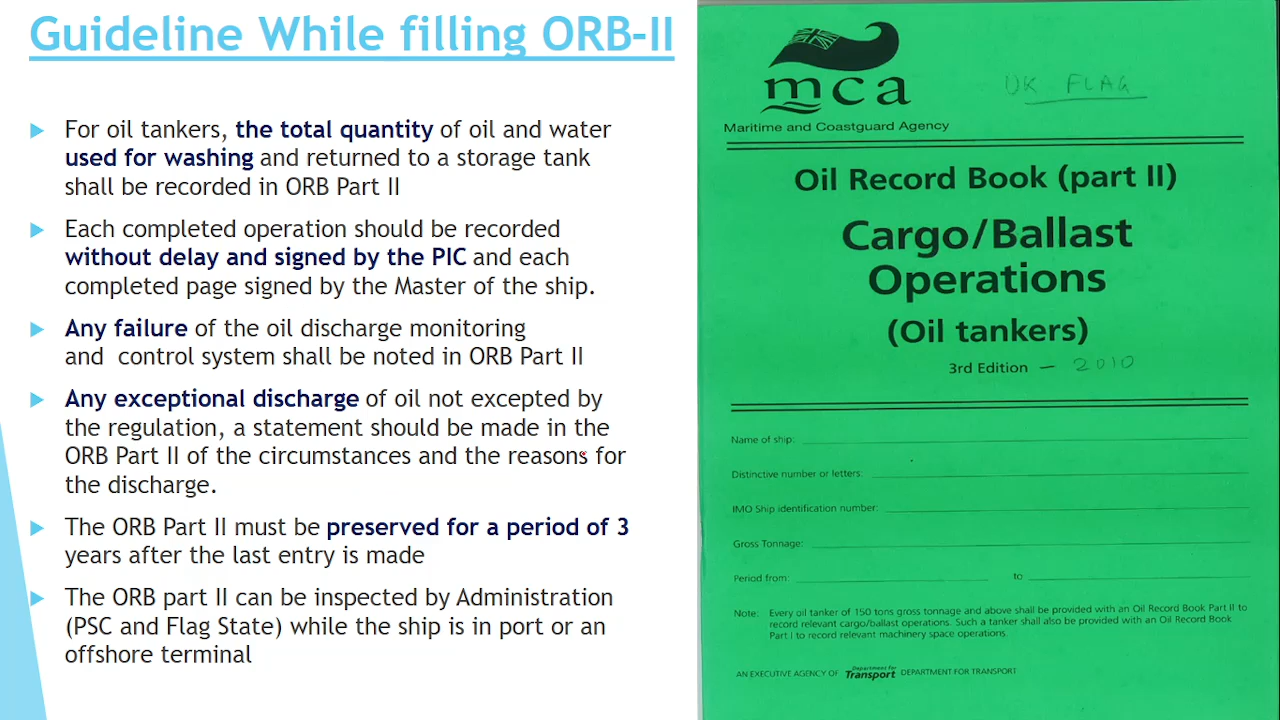 Guideline While filling ORB-II
For oil tankers, the total quantity of oil and water
used for washing and returned to a storage tank
shall be recorded in ORB Part II
Each completed operation should be recorded
without delay and signed by the PIC and each
completed page signed by the Master of the ship.
Any failure of the oil discharge monitoring
and control system shall be noted in ORB Part II
Any exceptional discharge of oil not excepted by
the regulation, a statement should be made in the
ORB Part II of the circumstances and the reasons for
the discharge.
The ORB Part II must be preserved for a period of 3
years after the last entry is made
The ORB part II can be inspected by Administration
(PSC and Flag State) while the ship is in port or an
offshore terminal
mca
UK FLAG
Maritime and Coastguard Agency
Oil Record Book (part II)
Cargo/Ballast
Operations
(Oil tankers)
3rd Edition — 2010
Name of ship:
Distinctive number or letters:
IMO Ship identification number:
Gross Tonnage:
Period from: to
Note: Every oil tanker of 150 tons gross tonnage and above shall be provided with an Oil Record Book Part II to
record relevant cargo/ballast operations. Such a tanker shall also be provided with an Oil Record Book
Part I to record relevant machinery space operations.
AN EXECUTIVE AGENCY OF Department for Transport DEPARTMENT FOR TRANSPORT